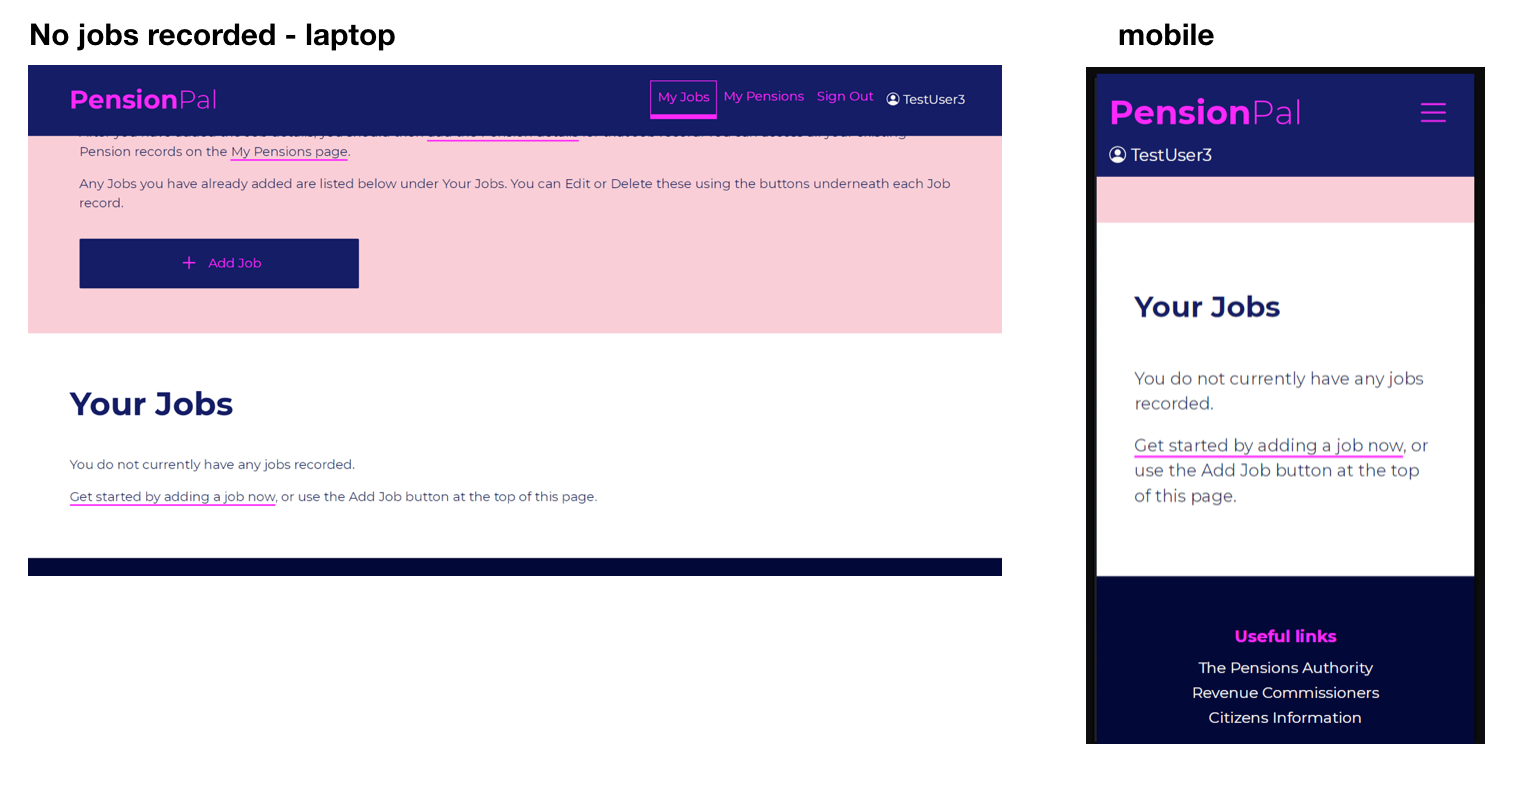 No jobs recorded - laptop
PensionPal
My Jobs My Pensions Sign Out TestUser3
Pension records on the My Pensions page.
Any Jobs you have already added are listed below under Your Jobs. You can Edit or Delete these using the buttons underneath each Job
record.
+ Add Job
Your Jobs
You do not currently have any jobs recorded.
Get started by adding a job now, or use the Add Job button at the top of this page.
mobile
PensionPal
TestUser3
Your Jobs
You do not currently have any jobs
recorded.
Get started by adding a job now, or
use the Add Job button at the top
of this page.
Useful links
The Pensions Authority
Revenue Commissioners
Citizens Information